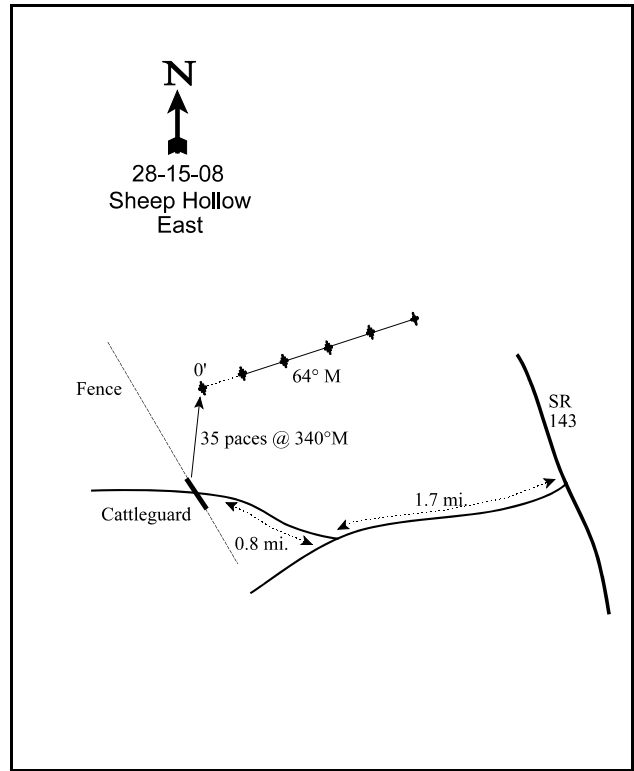 N
28-15-08
Sheep Hollow
East
0'
64° M
Fence
SR
143
35 paces @ 340°M
1.7 mi.
Cattleguard
0.8 mi.